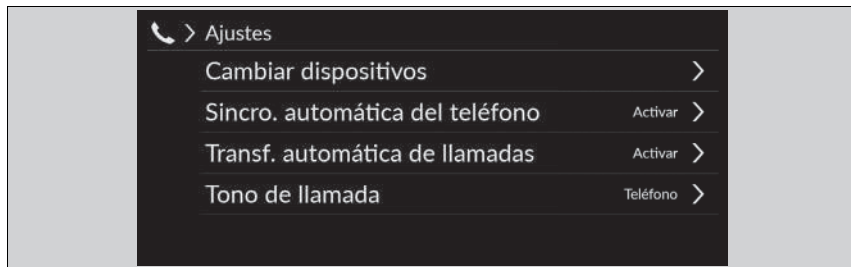 Ajustes
Cambiar dispositivos
Sincro. automática del teléfono Activar
Transf. automática de llamadas Activar
Tono de llamada Teléfono